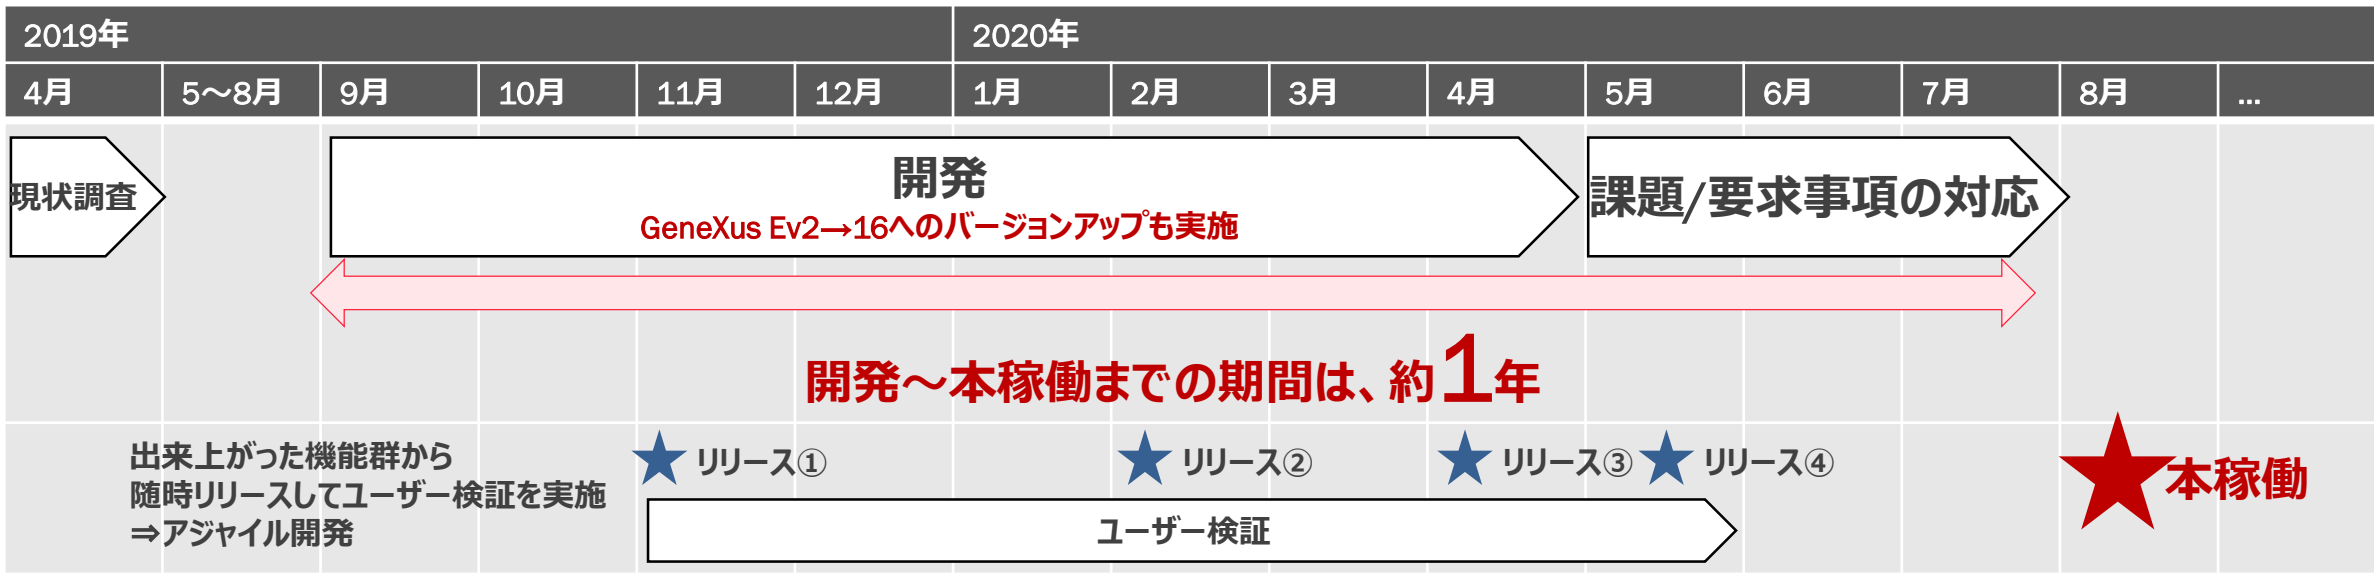 2019年
2020年
4月
5～8月
9月
10月
11月
12月
1月
2月
3月
4月
5月
6月
7月
8月
...
現状調査
開発
GeneXus Ev2→16へのバージョンアップも実施
課題/要求事項の対応
開発～本稼働までの期間は、約1年
出来上がった機能群から
随時リリースしてユーザー検証を実施
⇒アジャイル開発
リリース①
リリース②
リリース③
リリース④
本稼働
ユーザー検証